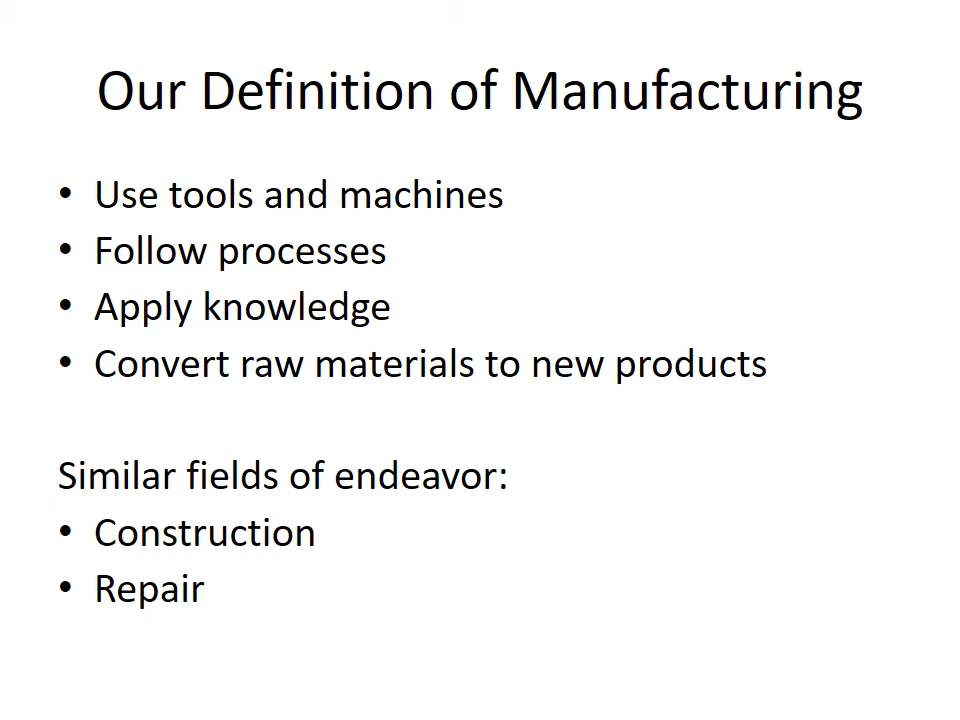 Our Definition of Manufacturing
• Use tools and machines
• Follow processes
• Apply knowledge
• Convert raw materials to new products
Similar fields of endeavor:
• Construction
• Repair